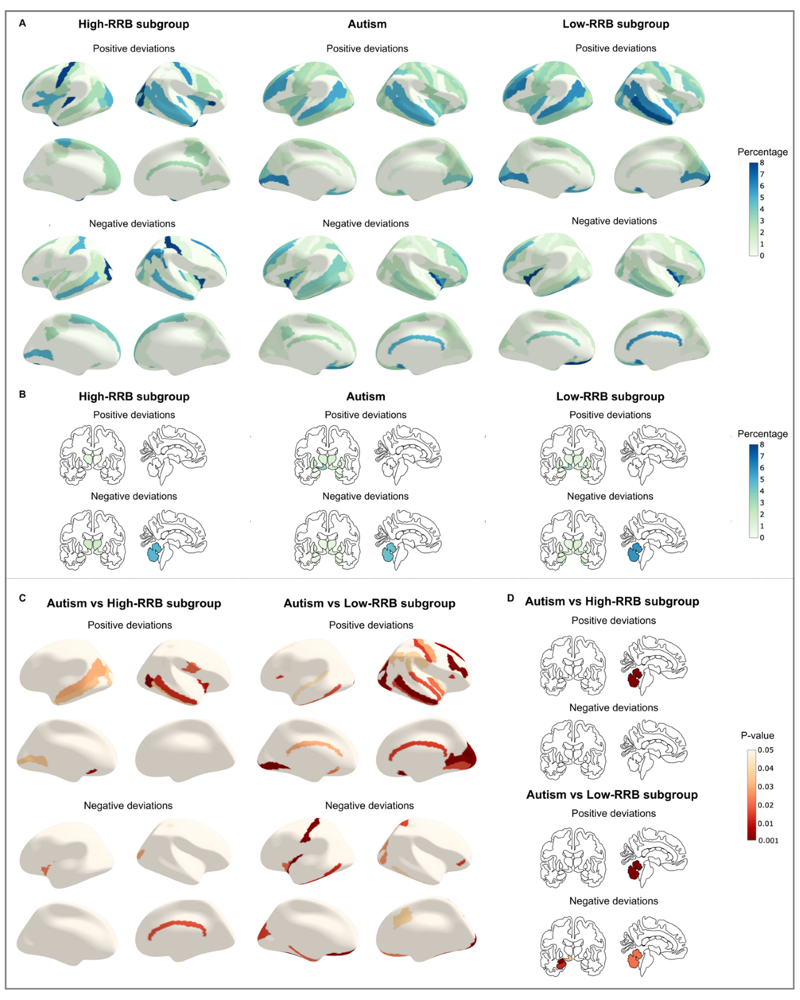 A
High-RRB subgroup
Autism
Low-RRB subgroup
Positive deviations
Positive deviations
Positive deviations
Percentage
8
7
6
5
4
3
2
1
0
Negative deviations
Negative deviations
Negative deviations
B
High-RRB subgroup
Autism
Low-RRB subgroup
Positive deviations
Positive deviations
Positive deviations
Percentage
8
7
6
5
4
3
2
1
0
Negative deviations
Negative deviations
Negative deviations
C
Autism vs High-RRB subgroup
Autism vs Low-RRB subgroup
Positive deviations
Positive deviations
Negative deviations
Negative deviations
D
Autism vs High-RRB subgroup
Positive deviations
Negative deviations
Autism vs Low-RRB subgroup
Positive deviations
Negative deviations
P-value
0.05
0.04
0.03
0.02
0.01
0.001